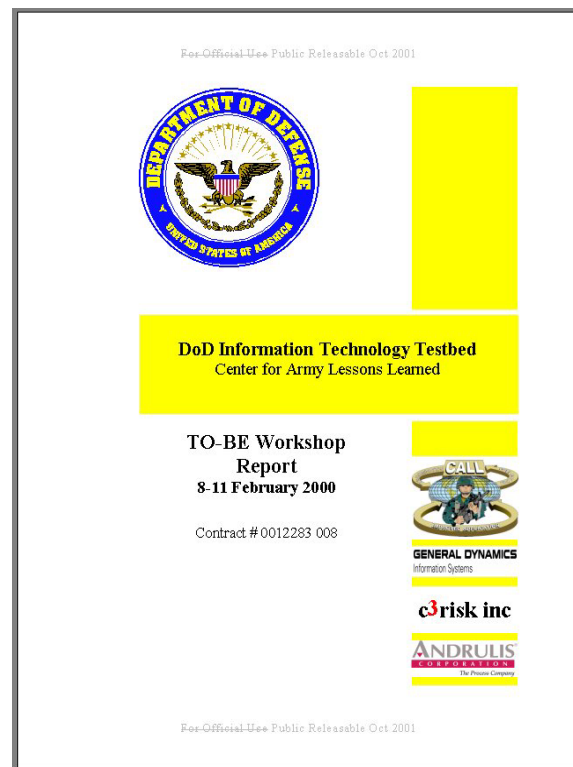 For Official Use Public Releasable Oct 2001
DEPARTMENT OF DEFENSE
UNITED STATES OF AMERICA
DoD Information Technology Testbed
Center for Army Lessons Learned
TO-BE Workshop
Report
8-11 February 2000
Contract # 0012283 008
CALL
GENERAL DYNAMICS
Information Systems
c3risk inc
ANDRULIS
CORPORATION
The Process Company
For Official Use Public Releasable Oct 2001